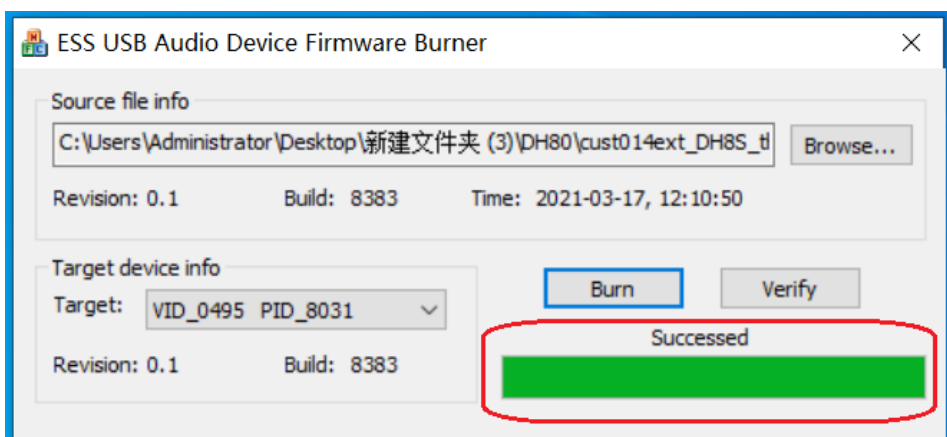 ESS USB Audio Device Firmware Burner
Source file info
C:\Users\Administrator\Desktop\新建文件夹 (3)\DH80\cust014ext_DH8S_tl
Browse...
Revision: 0.1 Build: 8383 Time: 2021-03-17, 12:10:50
Target device info
Target: VID_0495 PID_8031
Burn Verify
Successed
Revision: 0.1 Build: 8383